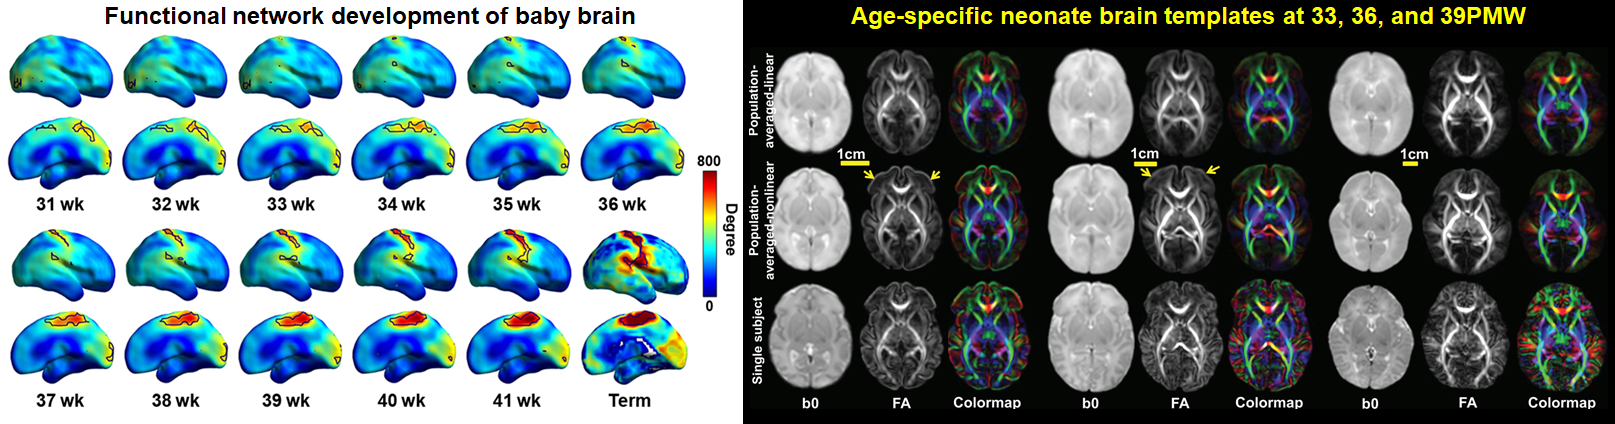 Functional network development of baby brain
31 wk 32 wk 33 wk 34 wk 35 wk 36 wk
800
Degree
0
37 wk 38 wk 39 wk 40 wk 41 wk Term
Age-specific neonate brain templates at 33, 36, and 39PMW
Population-
averaged-linear
1cm 1cm 1cm
Population-
averaged-nonlinear
Single subject
b0 FA Colormap b0 FA Colormap b0 FA Colormap